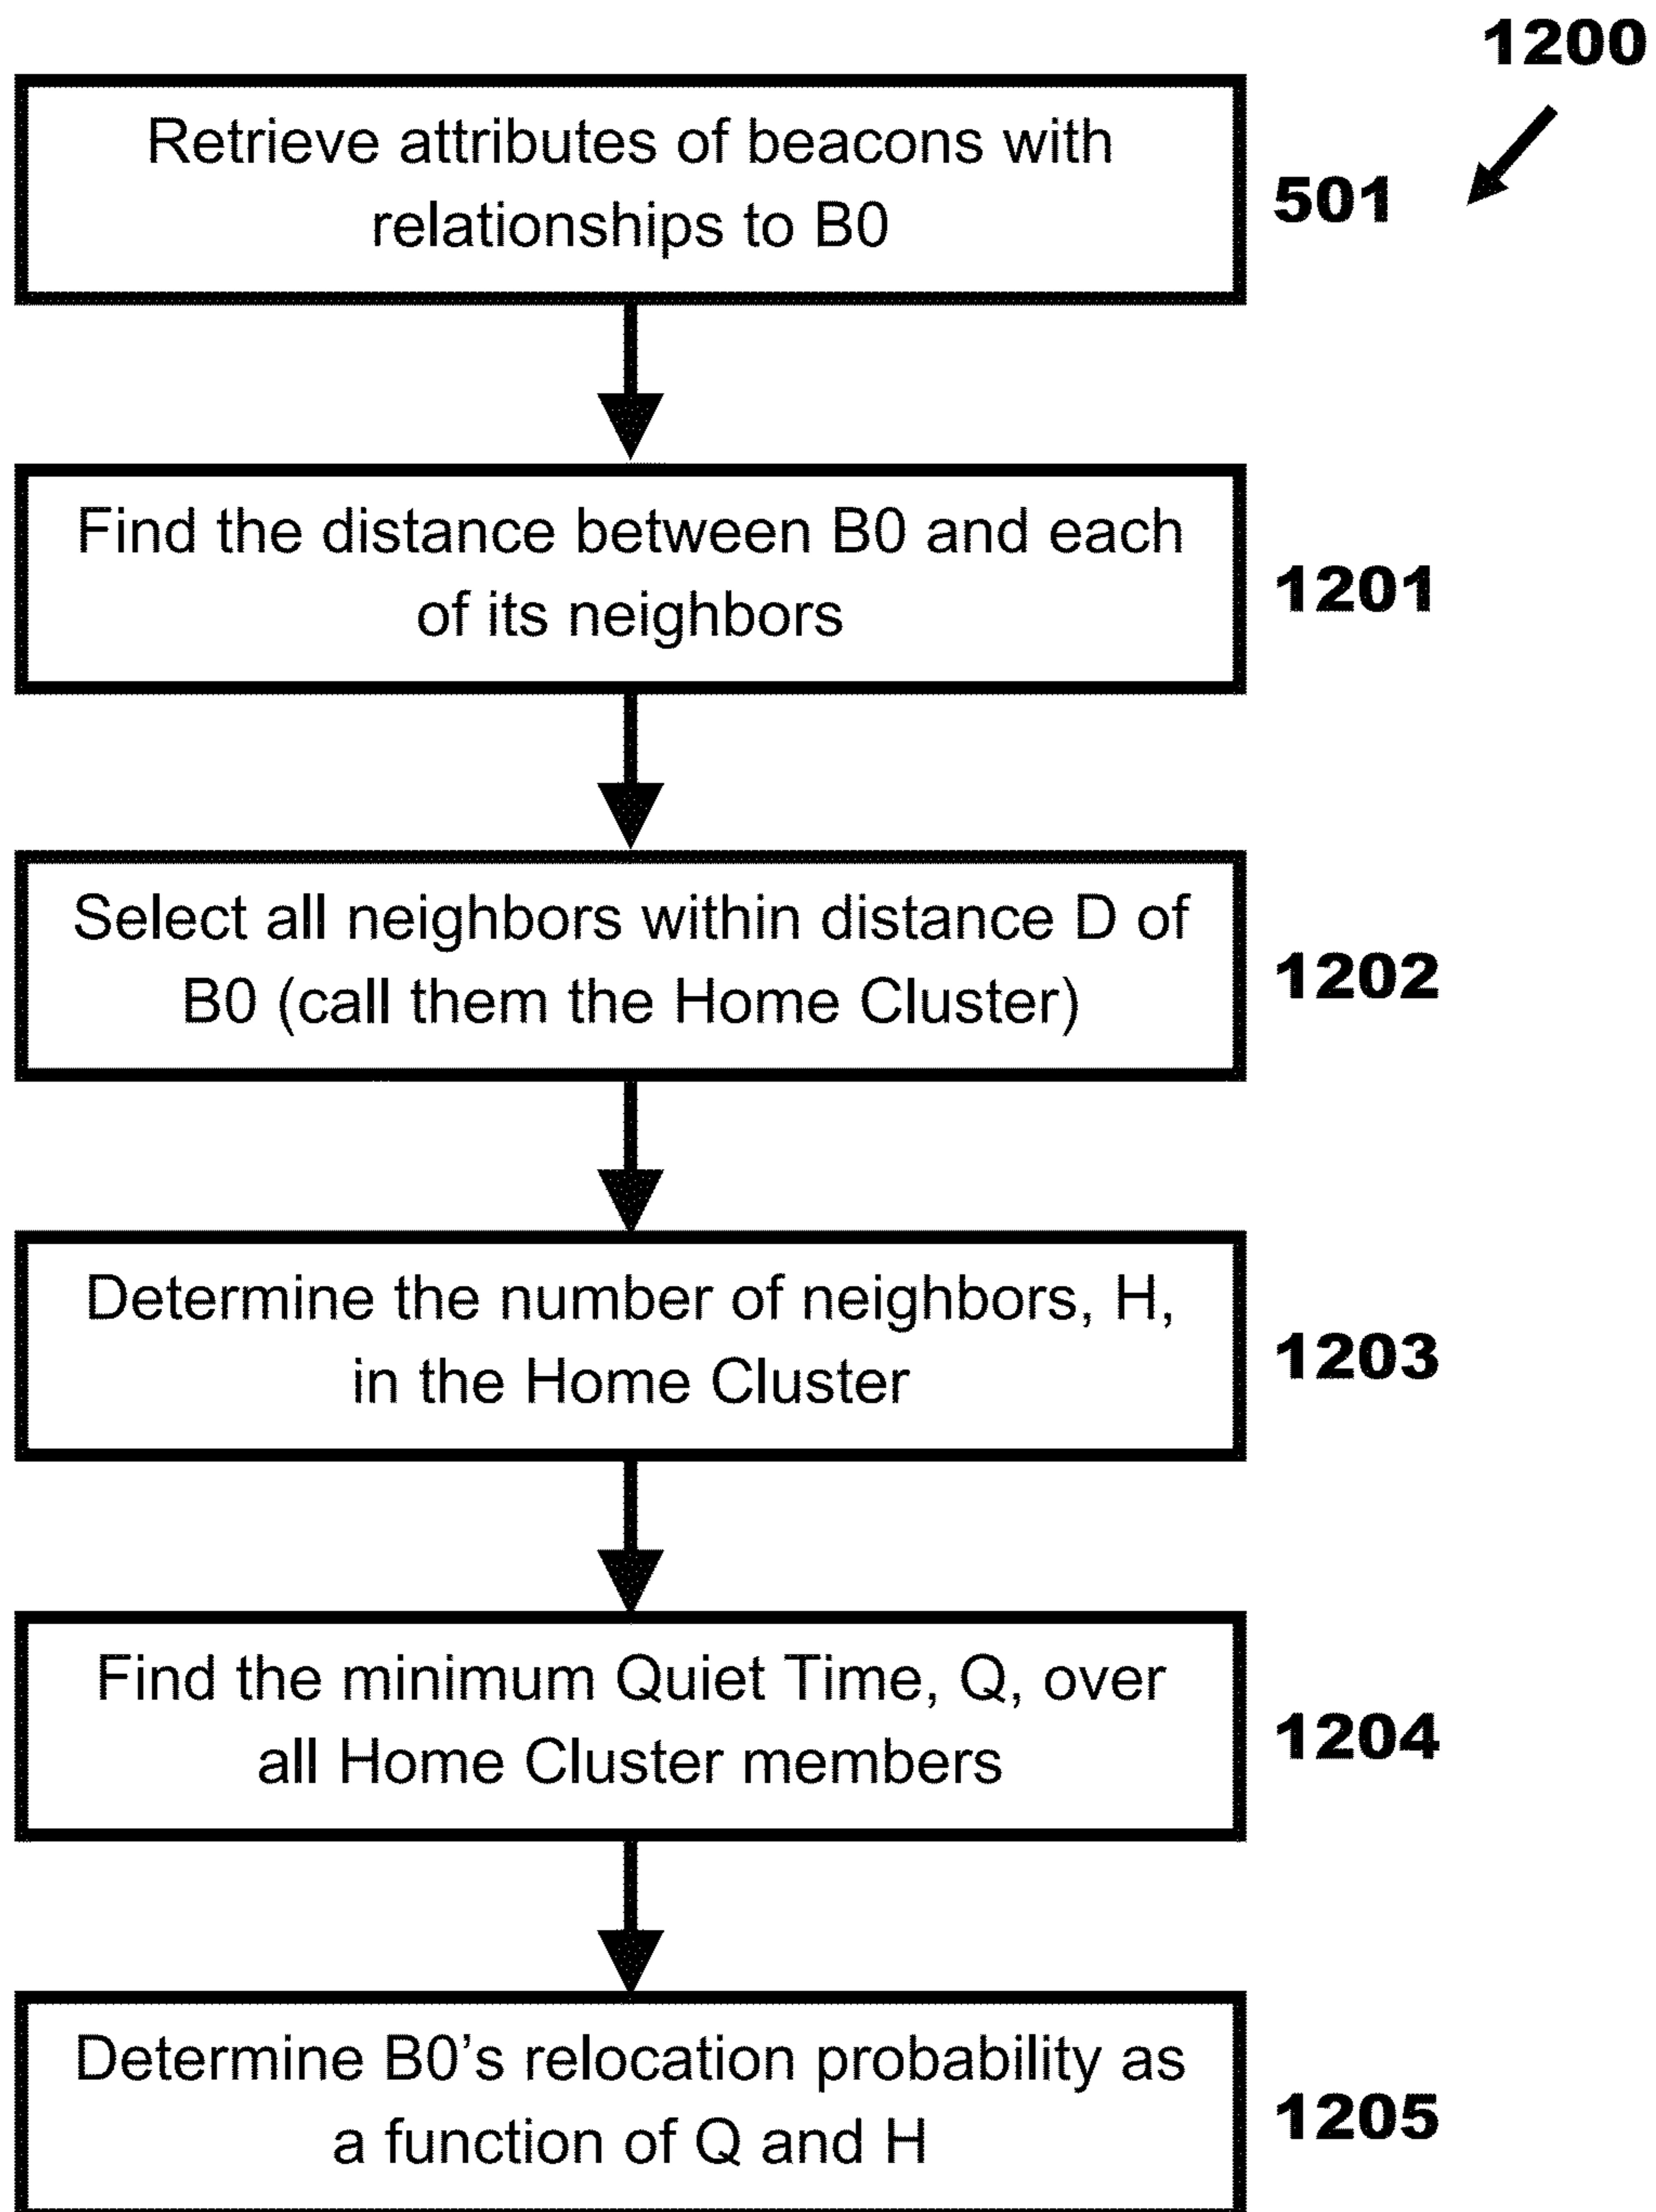 1200
Retrieve attributes of beacons with
relationships to B0
501
Find the distance between B0 and each
of its neighbors
1201
Select all neighbors within distance D of
B0 (call them the Home Cluster)
1202
Determine the number of neighbors, H,
in the Home Cluster
1203
Find the minimum Quiet Time, Q, over
all Home Cluster members
1204
Determine B0’s relocation probability as
a function of Q and H
1205